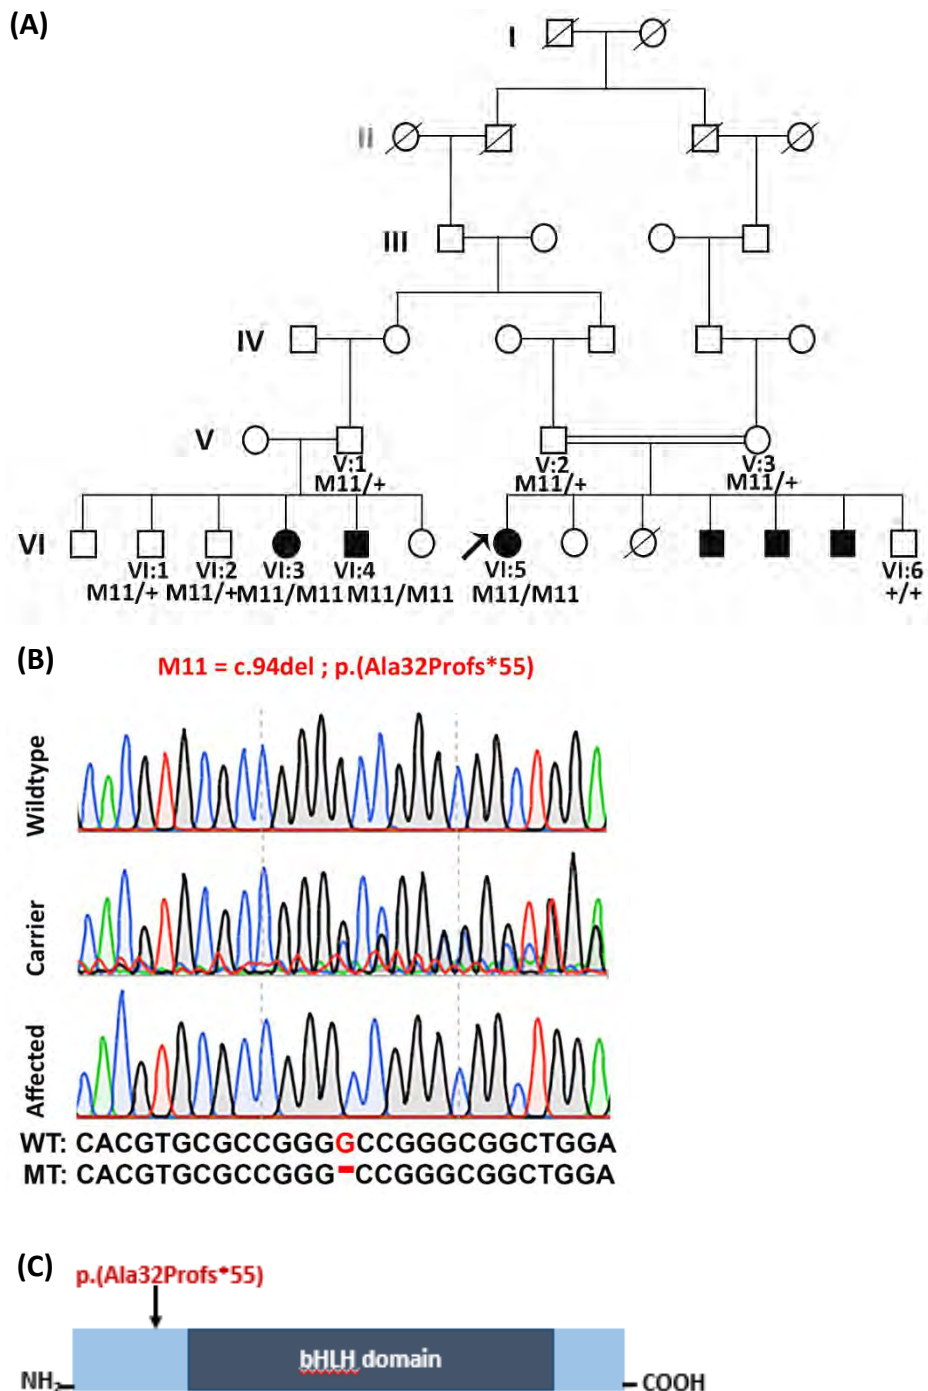 (A)
I
II
III
IV
V
V:1
V:2
V:3
M11/+
M11/+
M11/+
VI
VI:1
VI:2
VI:3
VI:4
VI:5
VI:6
M11/+
M11/+
M11/M11
M11/M11
M11/M11
+/+
(B)
M11 = c.94del ; p.(Ala32Profs*55)
Wildtype
Carrier
Affected
WT: CACGTGCGCCGGGGCCGGGCGGCTGGA
MT: CACGTGCGCCGGG-CCGGGCGGCTGGA
(C)
p.(Ala32Profs*55)
bHLH domain
NH2
COOH